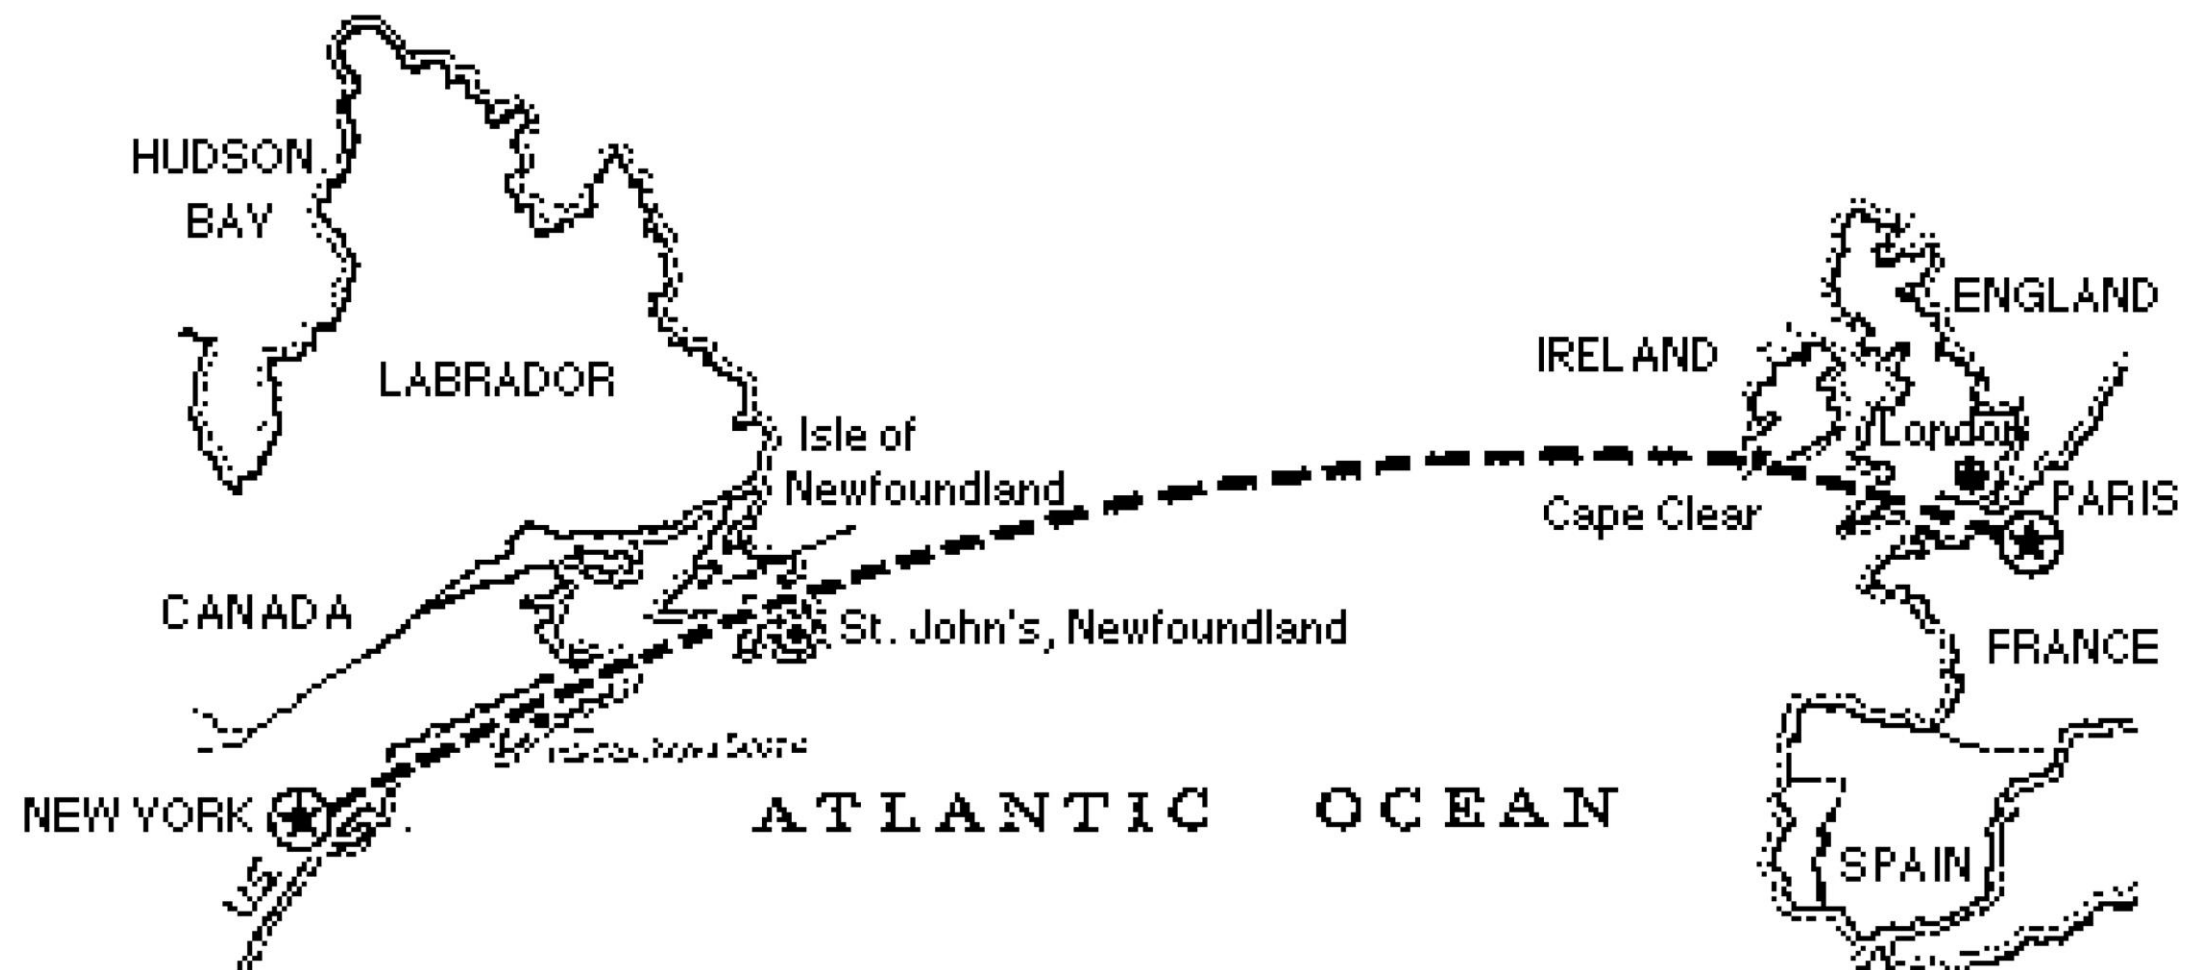 HUDSON
BAY
ENGLAND
IRELAND
LABRADOR
London
Isle of
Newfoundland
PARIS
Cape Clear
CANADA
St. John's, Newfoundland
FRANCE
NEW YORK
ATLANTIC OCEAN
SPAIN
US